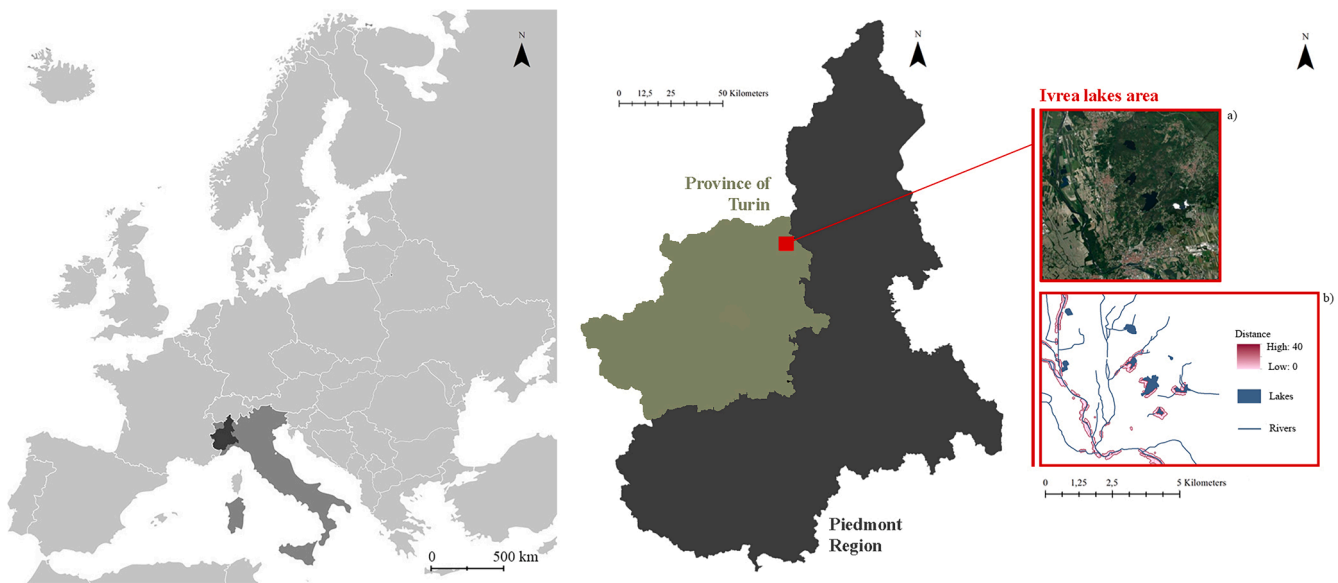 N
0 500 km
N
0 12,5 25 50 Kilometers
Province of
Turin
Piedmont
Region
N
Ivrea lakes area
a)
b)
Distance
High: 40
Low: 0
Lakes
Rivers
0 1,25 2,5 5 Kilometers